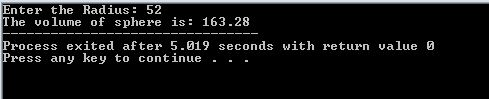 Enter the Radius: 52
The volume of sphere is: 163.28
--------------------------------
Process exited after 5.019 seconds with return value 0
Press any key to continue . . .